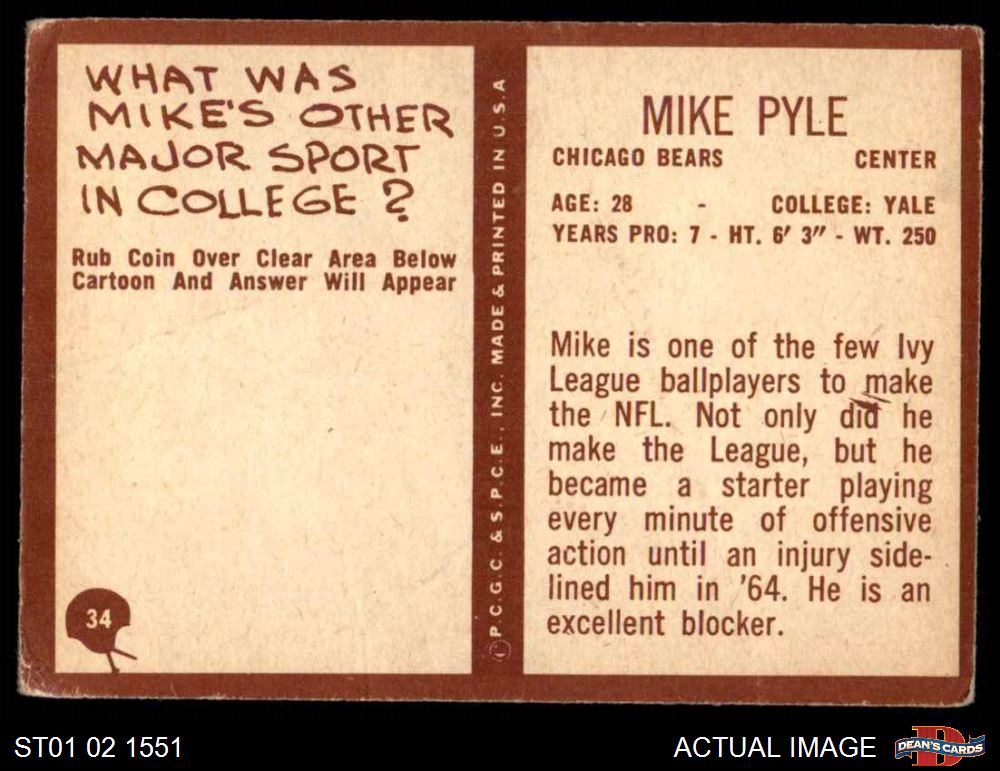 WHAT WAS
MIKE'S OTHER
MAJOR SPORT
IN COLLEGE?
Rub Coin Over Clear Area Below
Cartoon And Answer Will Appear
34
© P.C.G.C. & S.P.C.E., INC. MADE & PRINTED IN U.S.A
MIKE PYLE
CHICAGO BEARS CENTER
AGE: 28 - COLLEGE: YALE
YEARS PRO: 7 - HT. 6' 3" - WT. 250
Mike is one of the few Ivy
League ballplayers to make
the NFL. Not only did he
make the League, but he
became a starter playing
every minute of offensive
action until an injury side-
lined him in '64. He is an
excellent blocker.
ST01 02 1551
ACTUAL IMAGE
D
DEAN'S CARDS